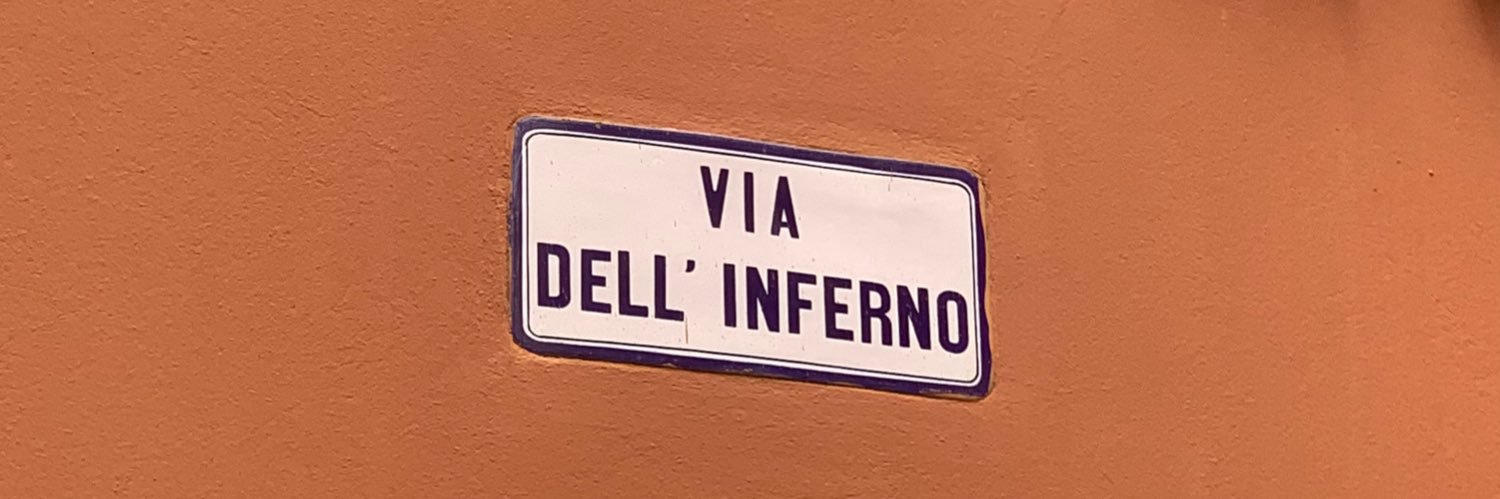 VIA
DELL' INFERNO